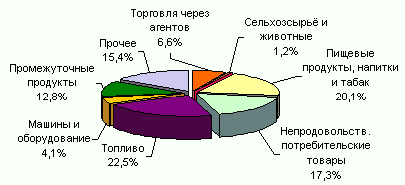 Торговля через
агентов
6,6%
Сельхозсырьё и
животные
1,2%
Пищевые
продукты, напитки
и табак
20,1%
Непродовольств.
потребительские
товары
17,3%
Топливо
22,5%
Машины и
оборудование
4,1%
Промежуточные
продукты
12,8%
Прочее
15,4%